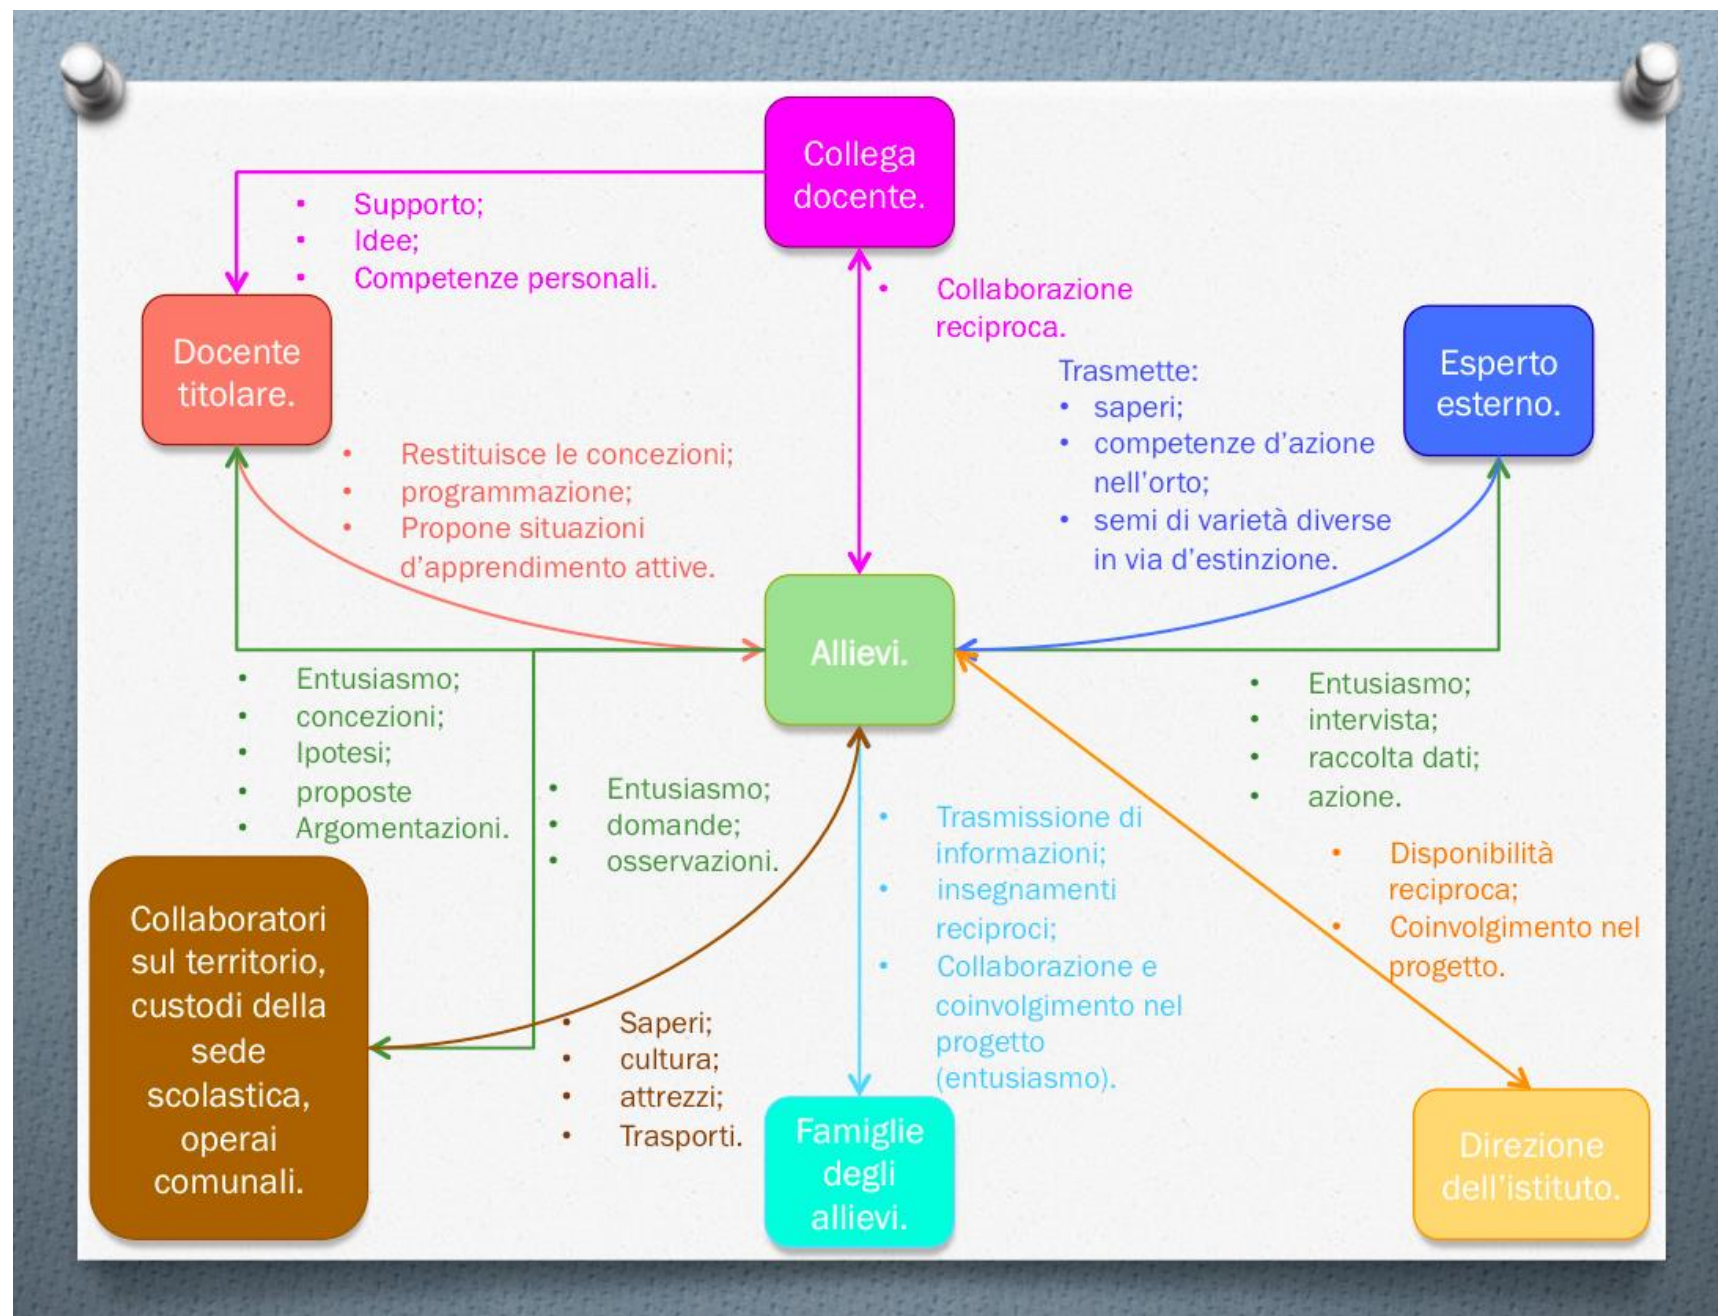 Collega
docente.
• Supporto;
• Idee;
• Competenze personali.
• Collaborazione
reciproca.
Docente
titolare.
Esperto
esterno.
Trasmette:
• saperi;
• competenze d'azione
nell'orto;
• semi di varietà diverse
in via d'estinzione.
• Restituisce le concezioni;
• programmazione;
• Propone situazioni
d'apprendimento attive.
Allievi.
• Entusiasmo;
• concezioni;
• Ipotesi;
• proposte
• Argomentazioni.
• Entusiasmo;
• domande;
• osservazioni.
• Entusiasmo;
• intervista;
• raccolta dati;
• azione.
• Trasmissione di
informazioni;
• insegnamenti
reciproci;
• Collaborazione e
coinvolgimento nel
progetto
(entusiasmo).
• Disponibilità
reciproca;
• Coinvolgimento nel
progetto.
Collaboratori
sul territorio,
custodi della
sede
scolastica,
operai
comunali.
• Saperi;
• cultura;
• attrezzi;
• Trasporti.
Famiglie
degli
allievi.
Direzione
dell'istituto.